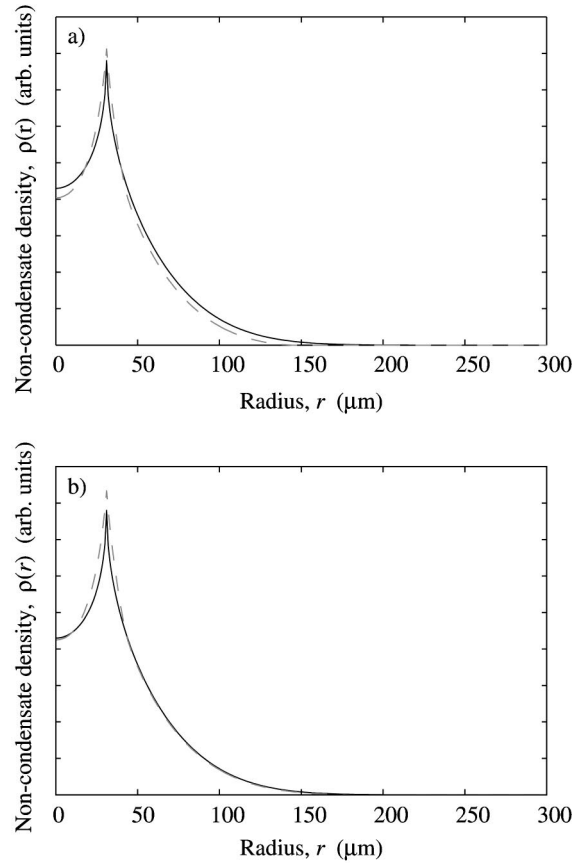 a)
Non-condensate density, ρ(r) (arb. units)
0 50 100 150 200 250 300
Radius, r (μm)
b)
Non-condensate density, ρ(r) (arb. units)
0 50 100 150 200 250 300
Radius, r (μm)